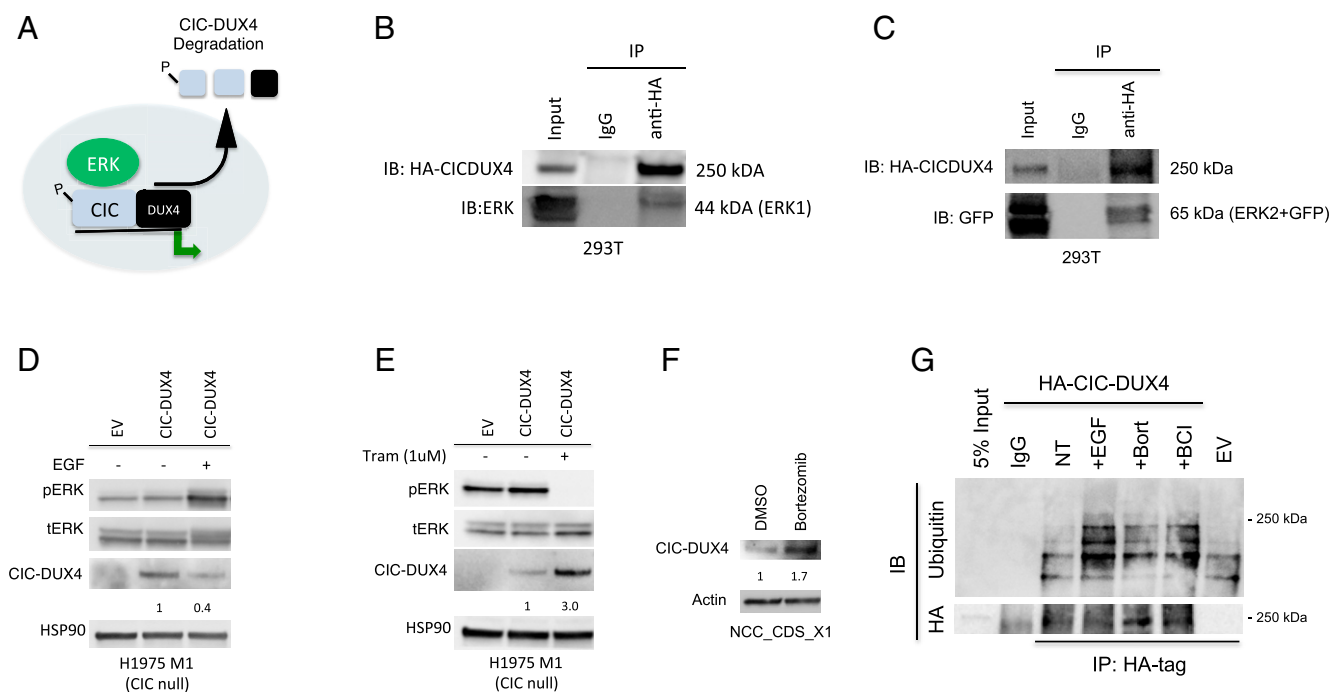 A
CIC-DUX4
Degradation
P
ERK
P
CIC
DUX4
B
IP
Input
IgG
anti-HA
IB: HA-CICDUX4
250 kDA
IB:ERK
44 kDA (ERK1)
293T
C
IP
Input
IgG
anti-HA
IB: HA-CICDUX4
250 kDa
IB: GFP
65 kDa (ERK2+GFP)
293T
D
EV
CIC-DUX4
CIC-DUX4
EGF - - +
pERK
tERK
CIC-DUX4
1 0.4
HSP90
H1975 M1
(CIC null)
E
EV
CIC-DUX4
CIC-DUX4
Tram (1uM) - - +
pERK
tERK
CIC-DUX4
1 3.0
HSP90
H1975 M1
(CIC null)
F
DMSO
Bortezomib
CIC-DUX4
1 1.7
Actin
NCC_CDS_X1
G
HA-CIC-DUX4
5% Input
IgG
NT
+EGF
+Bort
+BCI
EV
IB
Ubiquitin
- 250 kDa
HA
- 250 kDa
IP: HA-tag